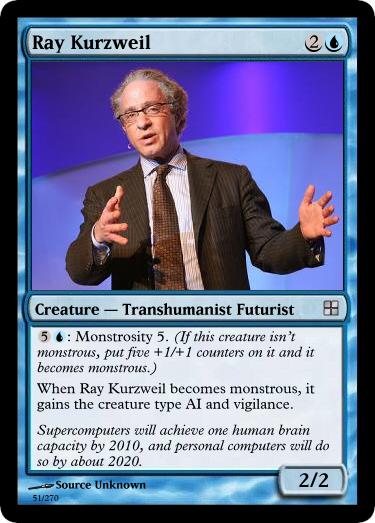 Ray Kurzweil 2
Creature — Transhumanist Futurist
5 : Monstrosity 5. (If this creature isn't
monstrous, put five +1/+1 counters on it and it
becomes monstrous.)
When Ray Kurzweil becomes monstrous, it
gains the creature type AI and vigilance.
Supercomputers will achieve one human brain
capacity by 2010, and personal computers will do
so by about 2020.
2/2
Source Unknown
51/270